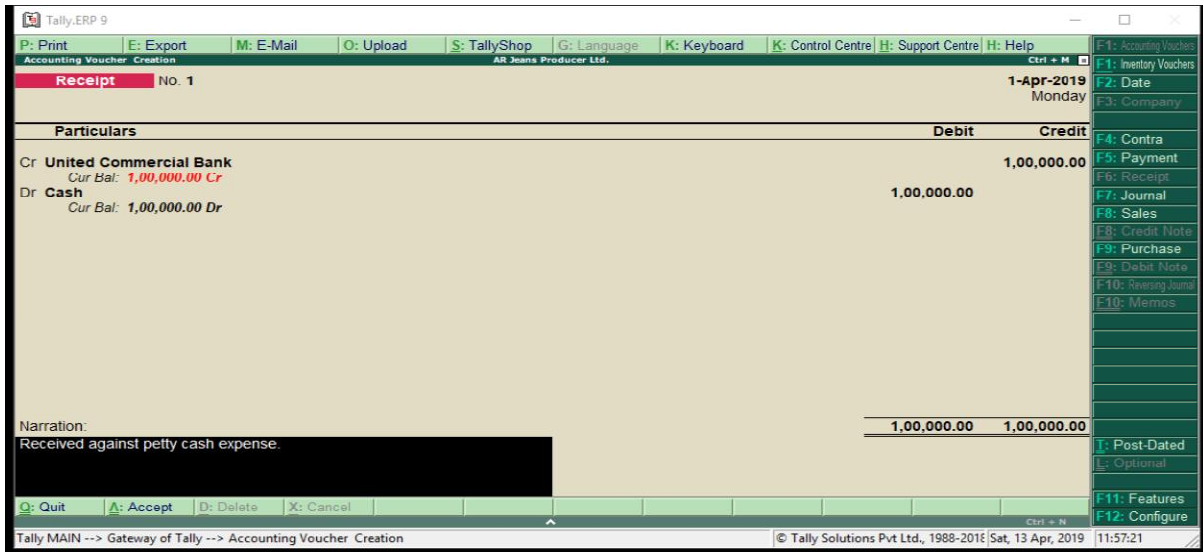 Tally.ERP 9
P: Print E: Export M: E-Mail O: Upload S: TallyShop G: Language K: Keyboard K: Control Centre H: Support Centre H: Help F1: Accounting Vouchers
Accounting Voucher Creation AR Jeans Producer Ltd. Ctrl + M F1: Inventory Vouchers
Receipt No. 1 1-Apr-2019 F2: Date
Monday F3: Company
Particulars Debit Credit
F4: Contra
Cr United Commercial Bank 1,00,000.00 F5: Payment
Cur Bal: 1,00,000.00 Cr F6: Receipt
Dr Cash 1,00,000.00 F7: Journal
Cur Bal: 1,00,000.00 Dr F8: Sales
F8: Credit Note
F9: Purchase
F9: Debit Note
F10: Reversing Journal
F10: Memos
Narration: 1,00,000.00 1,00,000.00
Received against petty cash expense. T: Post-Dated
L: Optional
Q: Quit A: Accept D: Delete X: Cancel F11: Features
Ctrl + N F12: Configure
Tally MAIN --> Gateway of Tally --> Accounting Voucher Creation © Tally Solutions Pvt Ltd., 1988-2018 Sat, 13 Apr, 2019 11:57:21